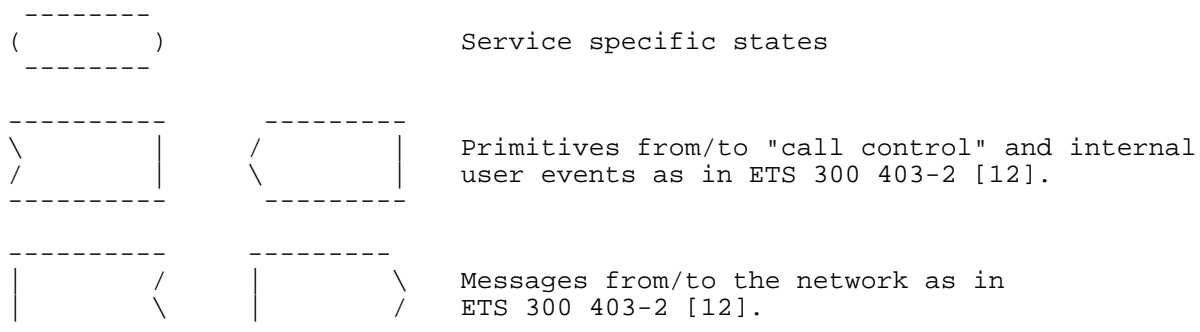 Service specific states
Primitives from/to "call control" and internal
user events as in ETS 300 403-2 [12].
Messages from/to the network as in
ETS 300 403-2 [12].